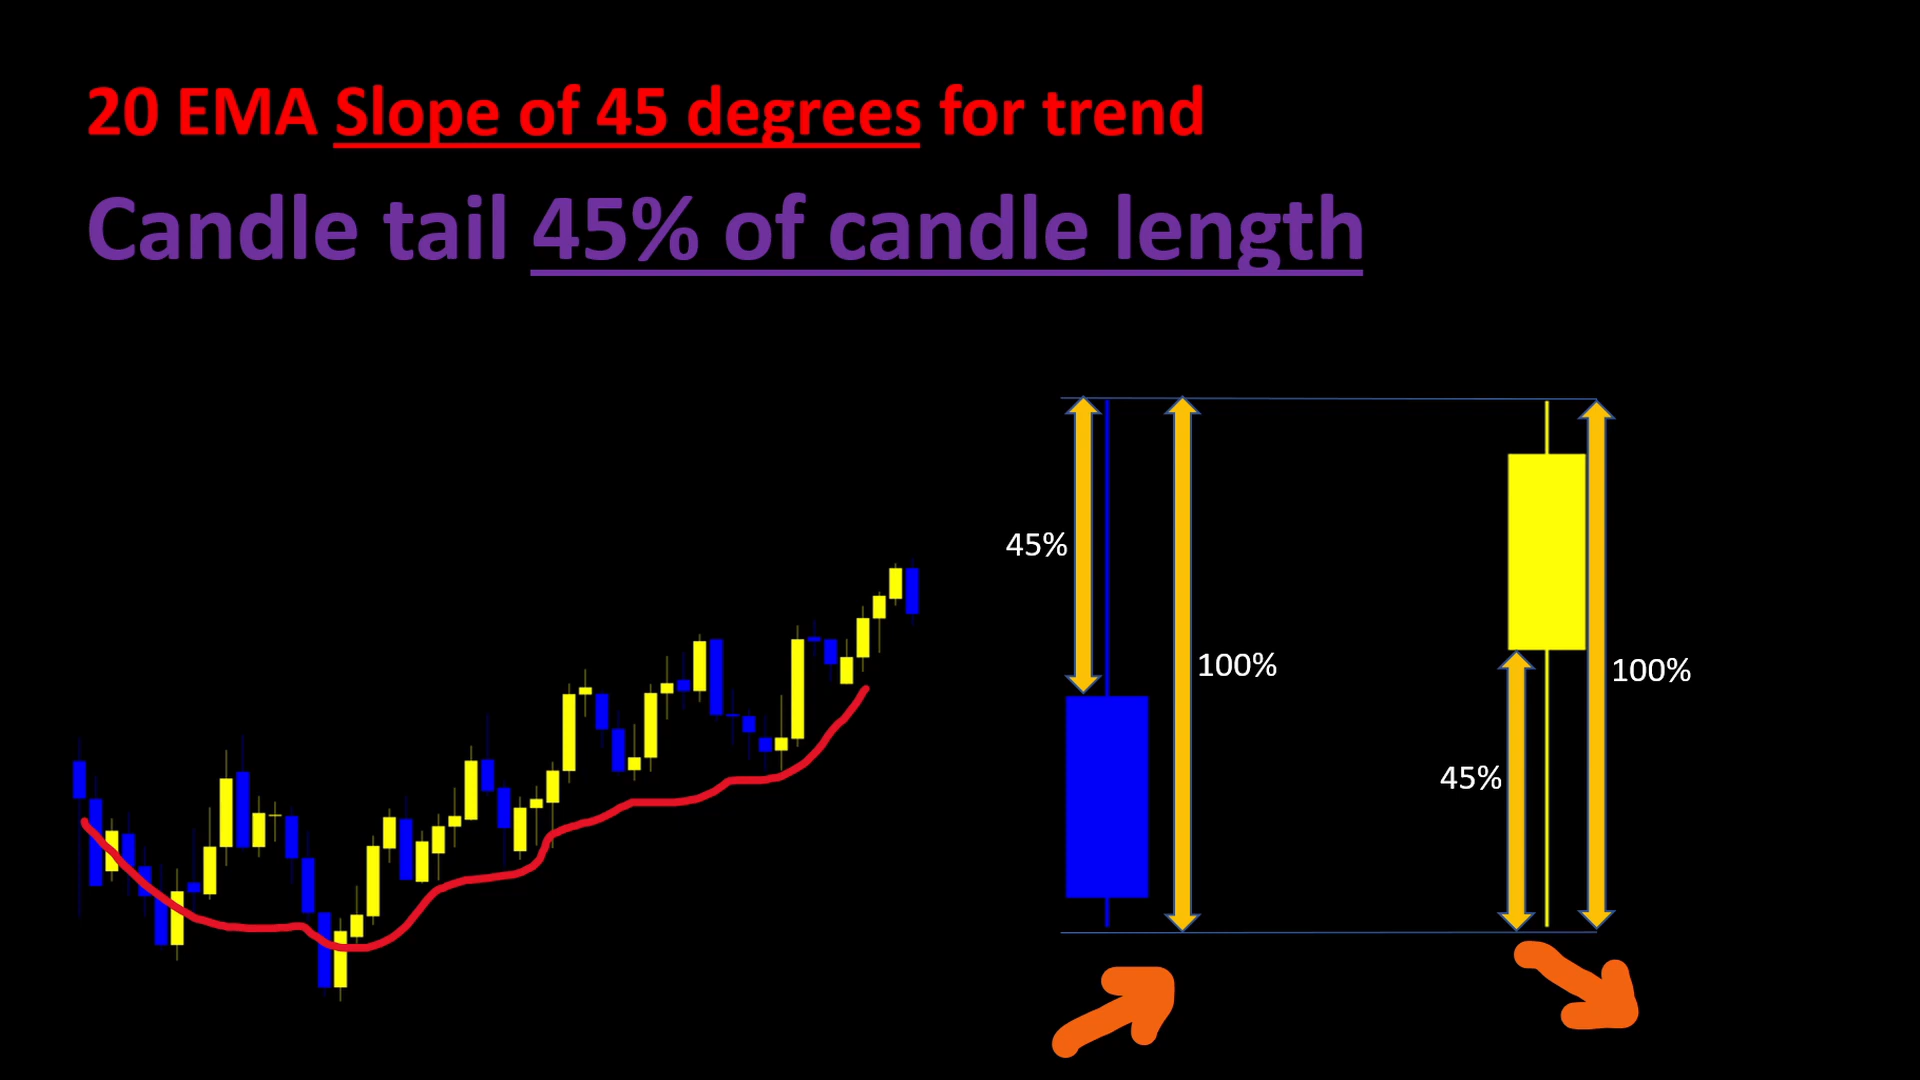 20 EMA Slope of 45 degrees for trend
Candle tail 45% of candle length
45%
100%
100%
45%